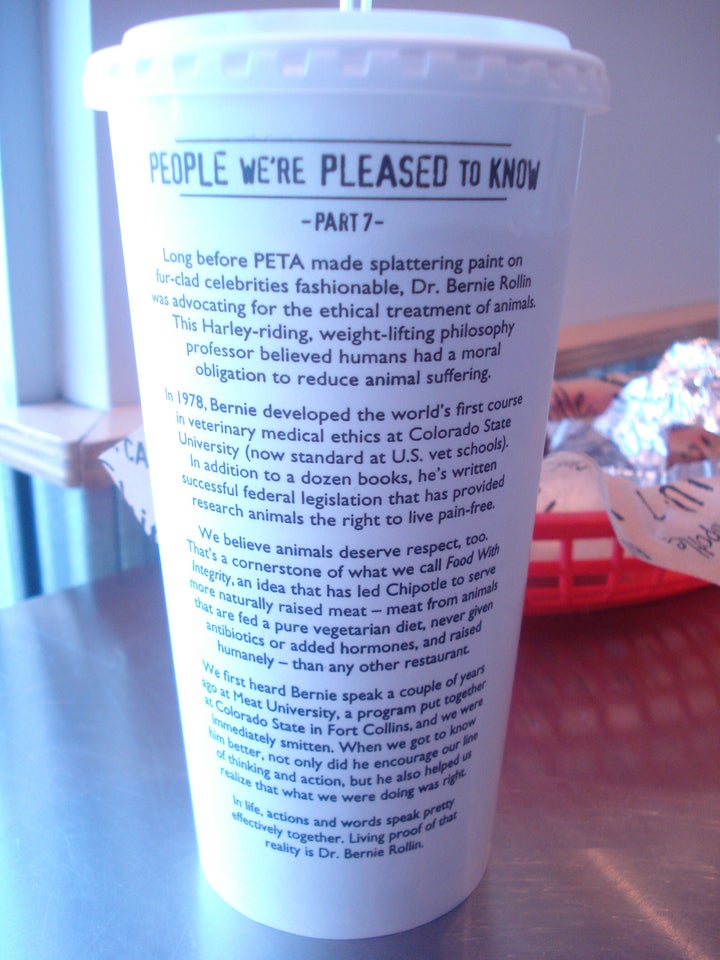 PEOPLE WE'RE PLEASED TO KNOW
-PART 7-
Long before PETA made splattering paint on
fur-clad celebrities fashionable, Dr. Bernie Rollin
was advocating for the ethical treatment of animals.
This Harley-riding, weight-lifting philosophy
professor believed humans had a moral
obligation to reduce animal suffering.
In 1978, Bernie developed the world's first course
in veterinary medical ethics at Colorado State
University (now standard at U.S. vet schools).
In addition to a dozen books, he's written
successful federal legislation that has provided
research animals the right to live pain-free.
We believe animals deserve respect, too.
That's a cornerstone of what we call Food With
Integrity, an idea that has led Chipotle to serve
more naturally raised meat – meat from animals
that are fed a pure vegetarian diet, never given
antibiotics or added hormones, and raised
humanely – than any other restaurant.
We first heard Bernie speak a couple of years
ago at Meat University, a program put together
at Colorado State in Fort Collins, and we were
immediately smitten. When we got to know
him better, not only did he encourage our line
of thinking and action, but he also helped us
realize that what we were doing was right.
In life, actions and words speak pretty
effectively together. Living proof of that
reality is Dr. Bernie Rollin.
CA